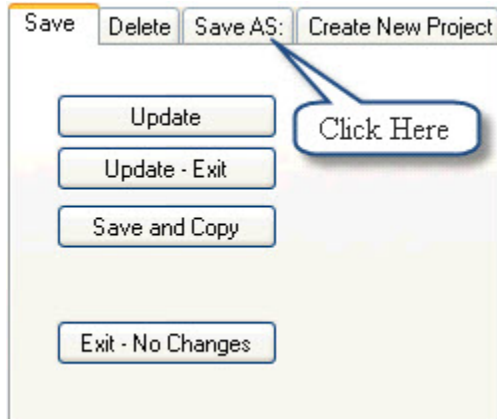 Save Delete Save AS: Create New Project
Update
Click Here
Update - Exit
Save and Copy
Exit - No Changes